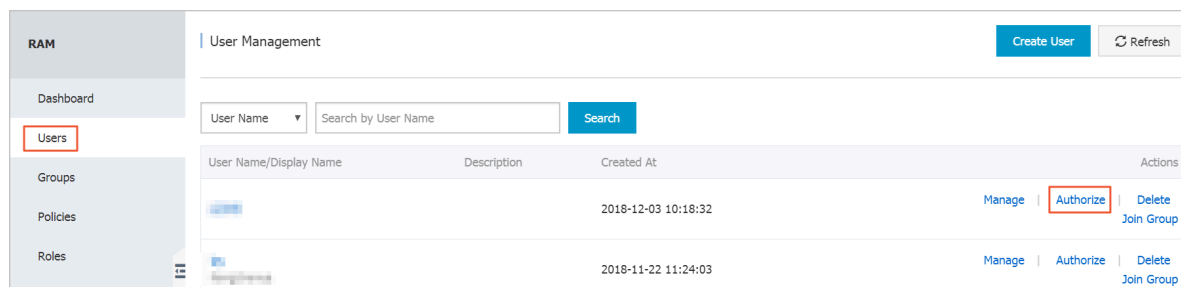 RAM
User Management
Create User
Refresh
Dashboard
User Name
Search by User Name
Search
Users
User Name/Display Name Description Created At Actions
Groups
Manage | Authorize | Delete
Policies
2018-12-03 10:18:32
Join Group
Roles
Manage | Authorize | Delete
2018-11-22 11:24:03
Join Group